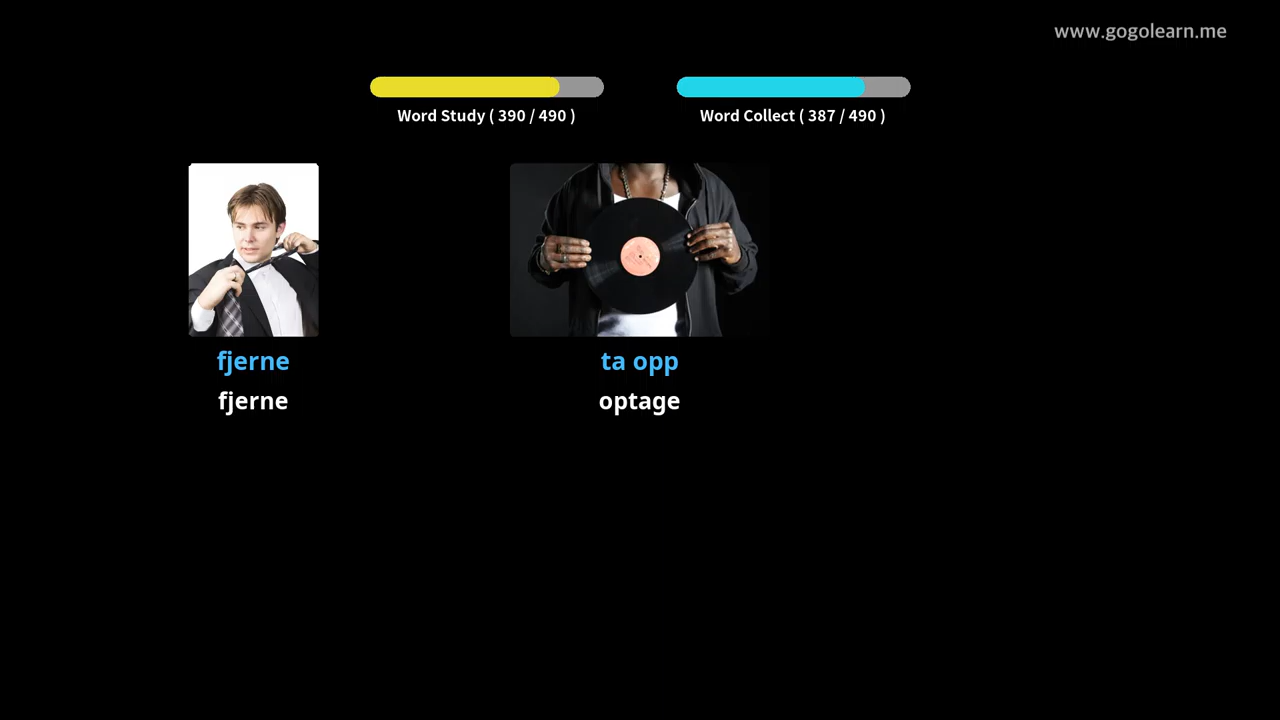 www.gogolearn.me
Word Study ( 390 / 490 )
Word Collect ( 387 / 490 )
fjerne
fjerne
ta opp
optage